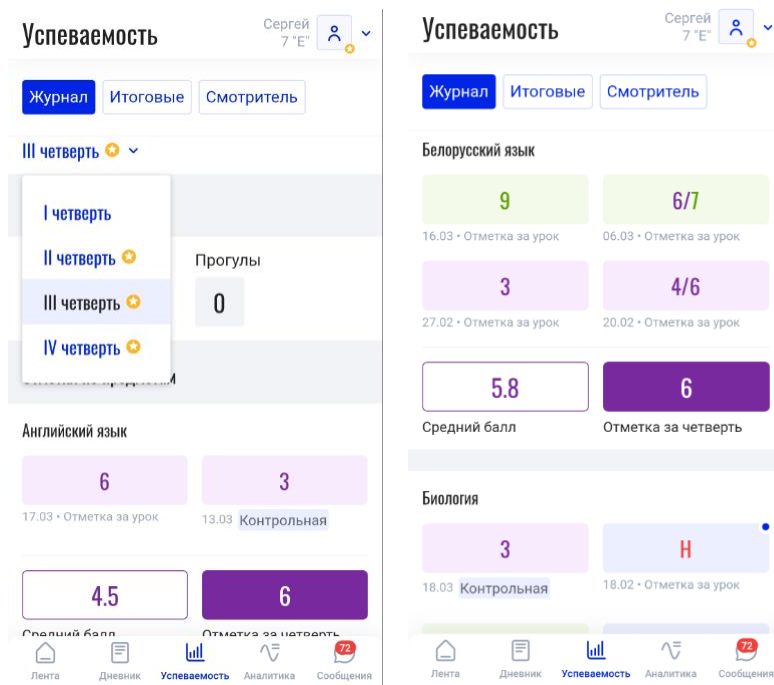 Успеваемость
Сергей
7 "Е"
Журнал
Итоговые
Смотритель
III четверть
I четверть
II четверть
III четверть
IV четверть
Прогулы
0
Английский язык
6
3
17.03 • Отметка за урок
13.03 Контрольная
4.5
6
Средний балл
Отметка за четверть
Лента
Дневник
Успеваемость
Аналитика
72
Сообщения
Успеваемость
Сергей
7 "Е"
Журнал
Итоговые
Смотритель
Белорусский язык
9
6/7
16.03 • Отметка за урок
06.03 • Отметка за урок
3
4/6
27.02 • Отметка за урок
20.02 • Отметка за урок
5.8
6
Средний балл
Отметка за четверть
Биология
3
Н
18.03 Контрольная
18.02 • Отметка за урок
Лента
Дневник
Успеваемость
Аналитика
72
Сообщения